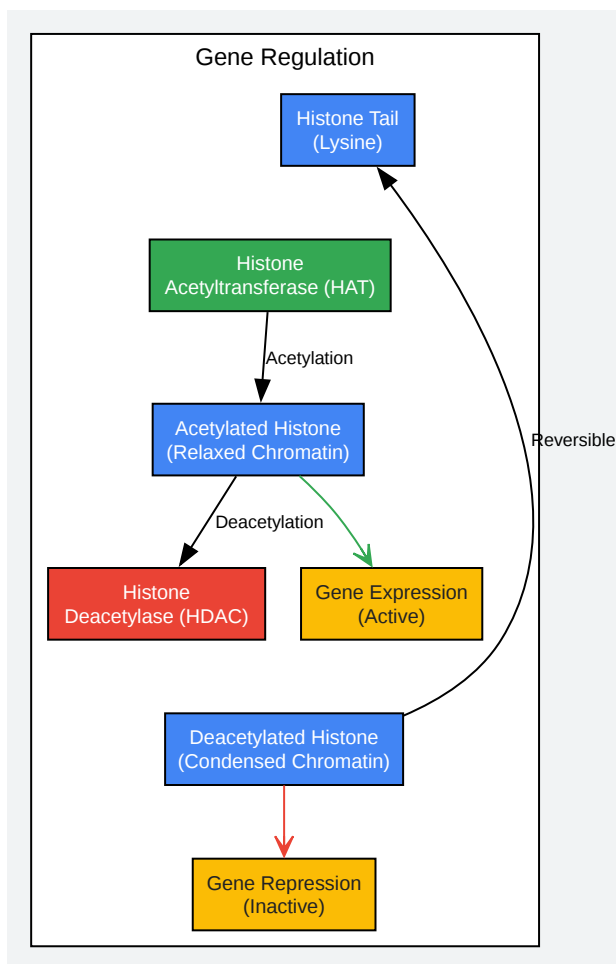 Gene Regulation
Histone Tail
(Lysine)
Histone
Acetyltransferase (HAT)
Acetylation
Acetylated Histone
(Relaxed Chromatin)
Reversible
Deacetylation
Histone
Deacetylase (HDAC)
Gene Expression
(Active)
Deacetylated Histone
(Condensed Chromatin)
Gene Repression
(Inactive)